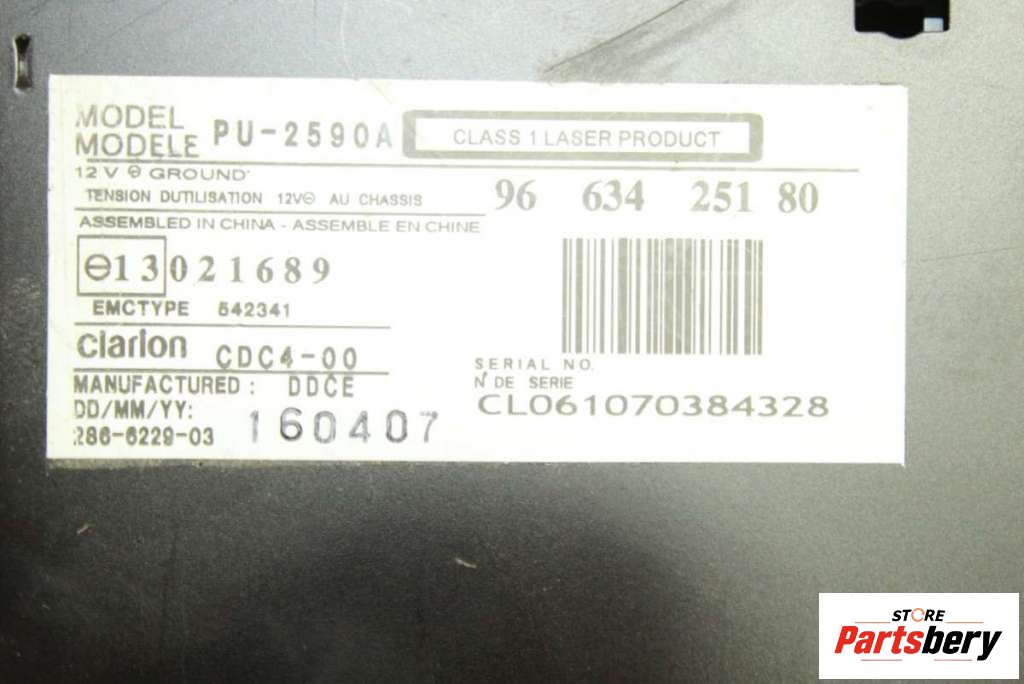 MODEL
MODELE PU-2590A
CLASS 1 LASER PRODUCT
12 V ⊖ GROUND
TENSION DUTILISATION 12V⊖ AU CHASSIS
96 634 251 80
ASSEMBLED IN CHINA - ASSEMBLE EN CHINE
⊖13 021689
EMCTYPE 542341
clarion CDC4-00
SERIAL NO.
N° DE SERIE
MANUFACTURED : DDCE
CL061070384328
DD/MM/YY: 160407
286-6229-03
STORE
Partsbery